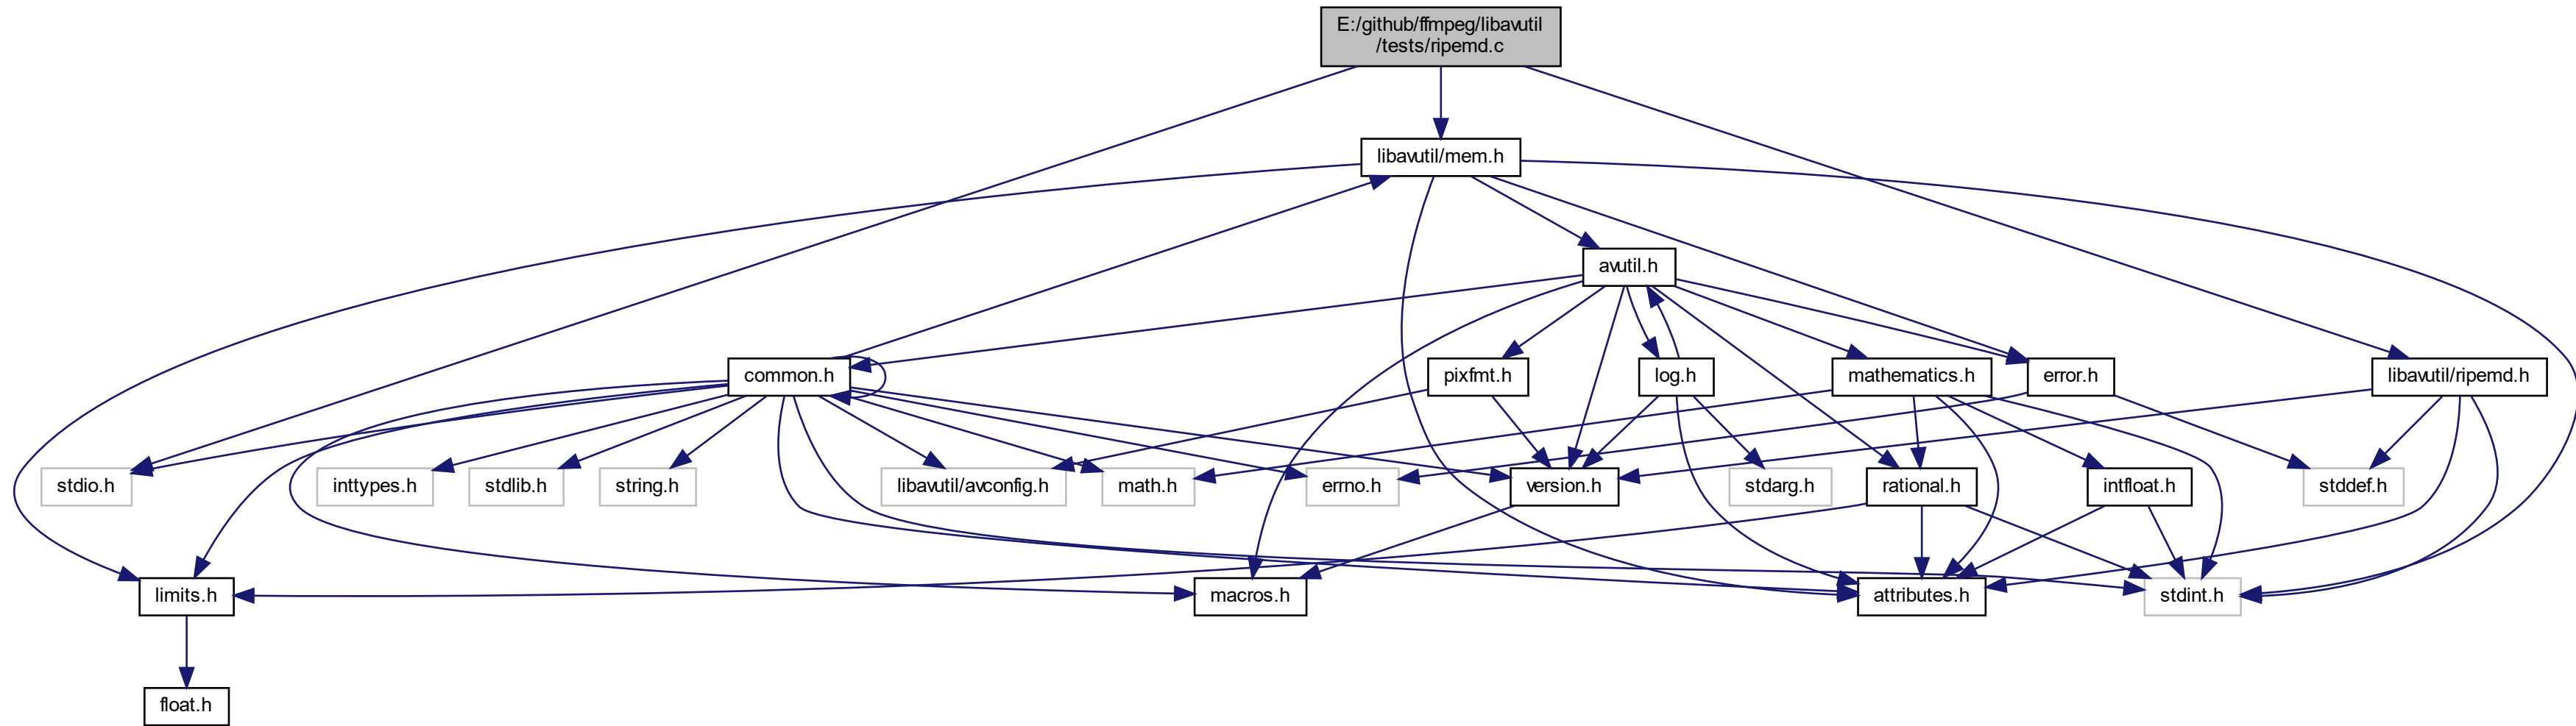 E:/github/ffmpeg/libavutil
/tests/ripemd.c
libavutil/mem.h
avutil.h
common.h
pixfmt.h
log.h
mathematics.h
error.h
libavutil/ripemd.h
stdio.h
inttypes.h
stdlib.h
string.h
libavutil/avconfig.h
math.h
errno.h
version.h
stdarg.h
rational.h
intfloat.h
stddef.h
limits.h
macros.h
attributes.h
stdint.h
float.h